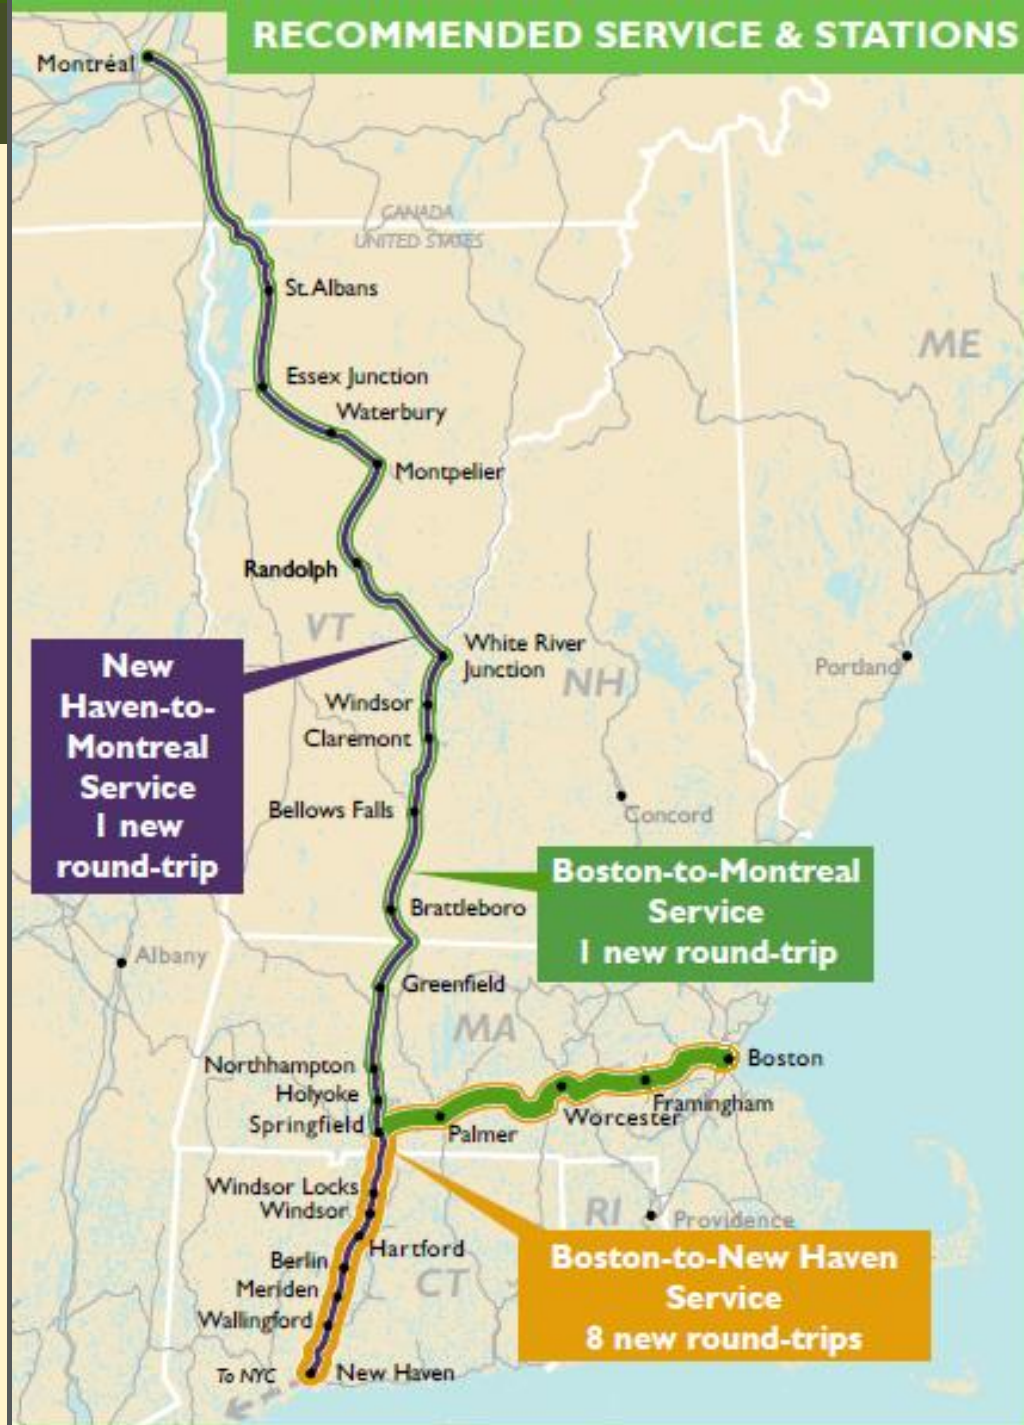 RECOMMENDED SERVICE & STATIONS
Montréal
CANADA
UNITED STATES
St. Albans
ME
Essex Junction
Waterbury
Montpelier
Randolph
VT
White River
Junction
NH
Portland
New
Haven-to-
Montreal
Service
1 new
round-trip
Windsor
Claremont
Bellows Falls
Concord
Boston-to-Montreal
Service
1 new round-trip
Brattleboro
Albany
Greenfield
MA
Northhampton
Holyoke
Springfield
Boston
Framingham
Worcester
Palmer
Windsor Locks
Windsor
RI
Providence
Hartford
Berlin
Meriden
CT
Wallingford
Boston-to-New Haven
Service
8 new round-trips
To NYC
New Haven